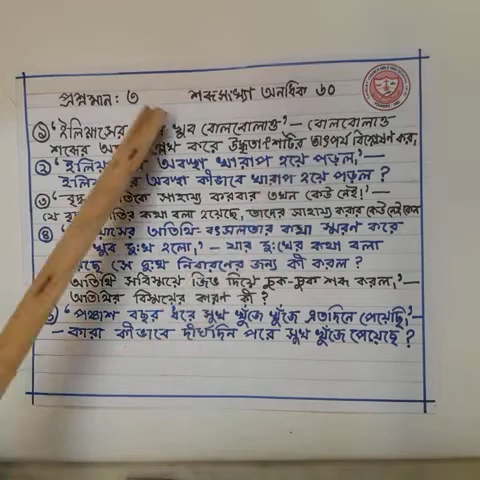 প্রশ্নমান: ৩ শব্দসংখ্যা অনধিক ৬০
১) 'ইলিয়াসের খুব বোলবোলাও'— বোলবোলাও
শব্দের করে উদ্ধৃতাংশটির তাৎপর্য বিশ্লেষণ কর,
২) 'ইলিয়াসের অবস্থা খারাপ হয়ে পড়ল,'—
ইলিয়াসের অবস্থা কীভাবে খারাপ হয়ে পড়ল ?
৩) সাহায্য করবার তখন কেউ নেই।'—
যে কথা বলা হয়েছে, তাদের সাহায্য করার কেউ নেই কেন
৪) অতিথি-বৎসলতার কথা স্মরণ করে
খুব দুঃখ হলো,'— যার দুঃখের কথা বলা
সে দুঃখ নিবারণের জন্য কী করল ?
অতিথি সবিস্ময়ে জিভ দিয়ে চুক-চুক শব্দ করল,'—
অতিথির বিস্ময়ের কারণ কী ?
'পঞ্চাশ বছর ধরে সুখ খুঁজে খুঁজে এতদিনে পেয়েছি,'—
— কারা কীভাবে দীর্ঘদিন পরে সুখ খুঁজে পেয়েছে ?